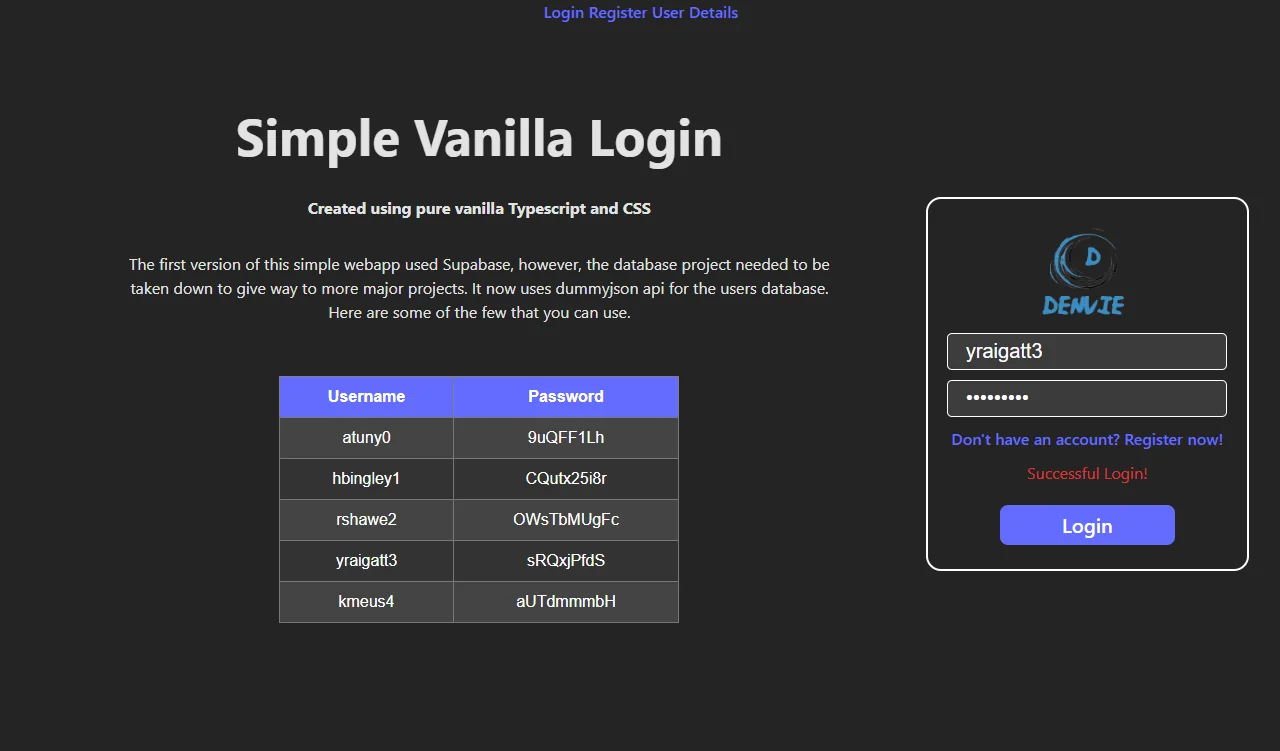 Login Register User Details
Simple Vanilla Login
Created using pure vanilla Typescript and CSS
The first version of this simple webapp used Supabase, however, the database project needed to be
taken down to give way to more major projects. It now uses dummyjson api for the users database.
Here are some of the few that you can use.
Username Password
atuny0 9uQFF1Lh
hbingley1 CQutx25i8r
rshawe2 OWsTbMUgFc
yraigatt3 sRQxjPfdS
kmeus4 aUTdmmmbH
D
DENVIE
yraigatt3
•••••••••
Don't have an account? Register now!
Successful Login!
Login